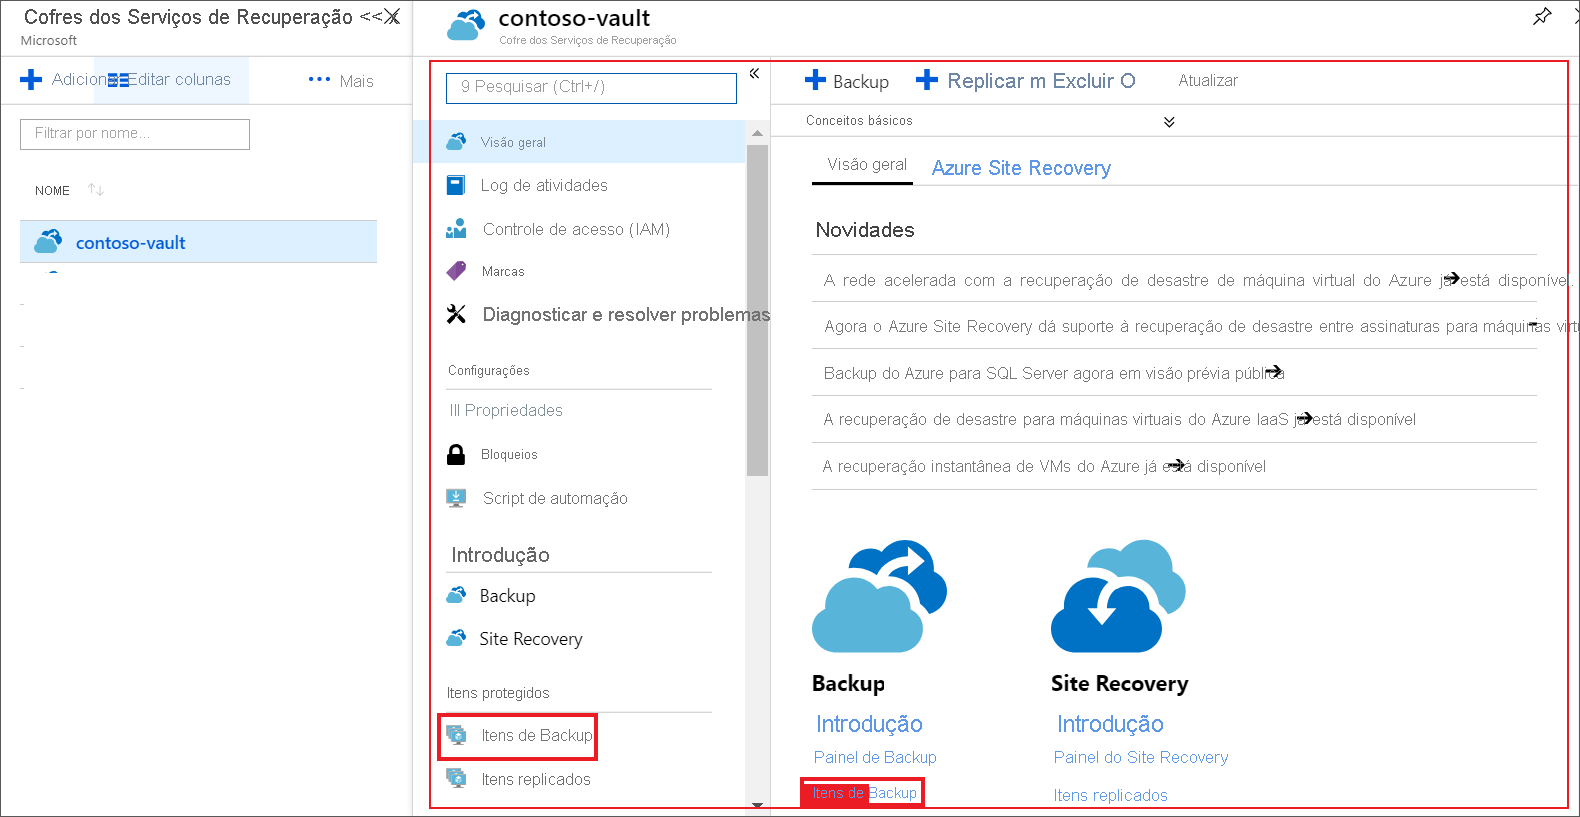 Cofres dos Serviços de Recuperação <<
Microsoft
Adicionar Editar colunas
Mais
Filtrar por nome...
NOME
contoso-vault
contoso-vault
Cofre dos Serviços de Recuperação
9 Pesquisar (Ctrl+/)
Visão geral
Log de atividades
Controle de acesso (IAM)
Marcas
Diagnosticar e resolver problemas
Configurações
III Propriedades
Bloqueios
Script de automação
Introdução
Backup
Site Recovery
Itens protegidos
Itens de Backup
Itens replicados
Backup
Replicar m Excluir O
Atualizar
Conceitos básicos
Visão geral
Azure Site Recovery
Novidades
A rede acelerada com a recuperação de desastre de máquina virtual do Azure já está disponível.
Agora o Azure Site Recovery dá suporte à recuperação de desastre entre assinaturas para máquinas virtu
Backup do Azure para SQL Server agora em visão prévia pública
A recuperação de desastre para máquinas virtuais do Azure IaaS já está disponível
A recuperação instantânea de VMs do Azure já está disponível
Backup
Introdução
Painel de Backup
Itens de Backup
Site Recovery
Introdução
Painel do Site Recovery
Itens replicados